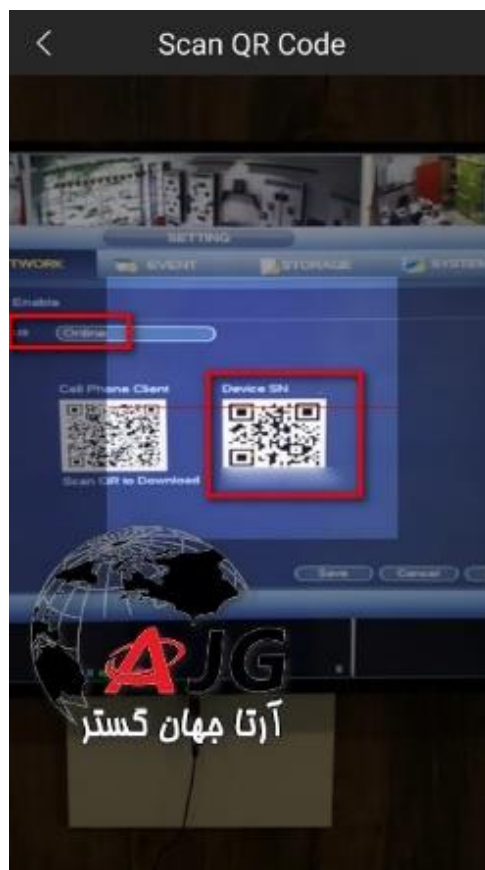 Scan QR Code
SETTING
TWORK
EVENT
STORAGE
SYSTEM
Enable
Online
Cell Phone Client
Device SN
Scan QR to Download
Save
Cancel
AJG
آرتا جهان گستر